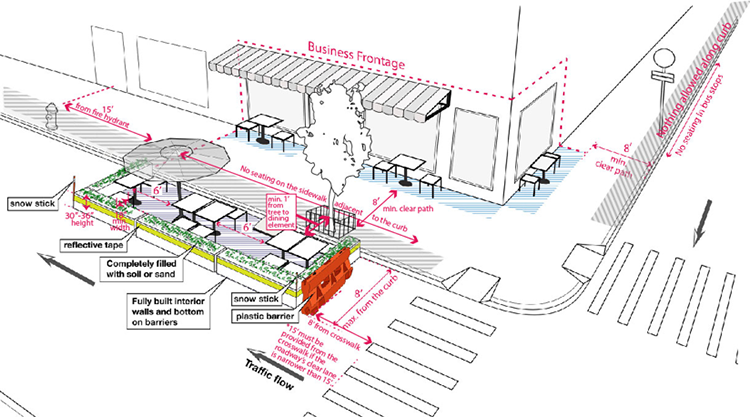 Business Frontage
Nothing allowed along curb
No seating in bus stops
15'
from fire hydrant
8'
min.
clear path
No seating on the sidewalk adjacent to the curb
8'
min. clear path
min. 1'
from
tree to
dining
element
6'
6'
snow stick
30"-36"
height
18"
min
width
reflective tape
Completely filled
with soil or sand
Fully built interior
walls and bottom
on barriers
snow stick
plastic barrier
8'
max. from the curb
8' from crosswalk
*15' must be
provided from the
crosswalk if the
roadway's clear lane
is narrower than 15'.
Traffic flow